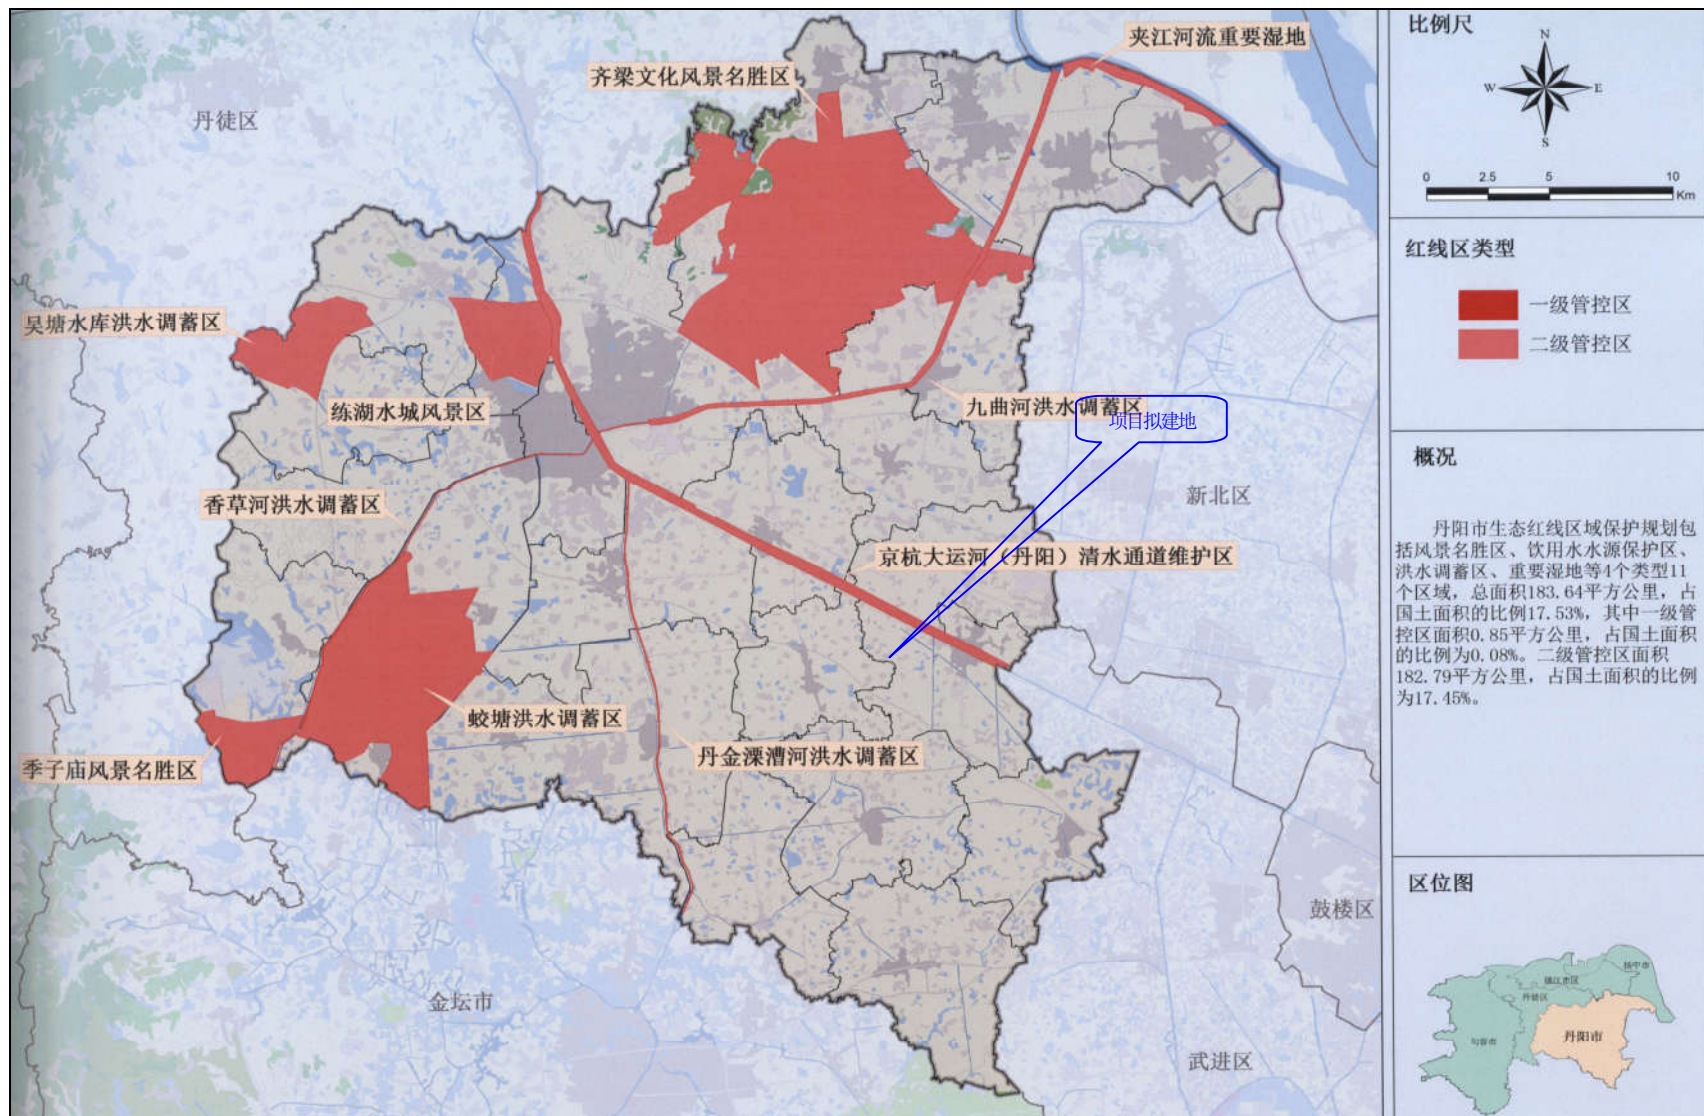 夹江河流重要湿地
齐梁文化风景名胜区
丹徒区
吴塘水库洪水调蓄区
练湖水城风景区
九曲河洪水调蓄区
项目拟建地
新北区
香草河洪水调蓄区
京杭大运河（丹阳）清水通道维护区
蛟塘洪水调蓄区
丹金溧漕河洪水调蓄区
季子庙风景名胜区
金坛市
鼓楼区
武进区
比例尺
N
W
E
S
0 2.5 5 10
Km
红线区类型
一级管控区
二级管控区
概况
丹阳市生态红线区域保护规划包
括风景名胜区、饮用水水源保护区、
洪水调蓄区、重要湿地等4个类型11
个区域，总面积183.64平方公里，占
国土面积的比例17.53%，其中一级管
控区面积0.85平方公里，占国土面积
的比例为0.08%。二级管控区面积
182.79平方公里，占国土面积的比例
为17.45%。
区位图
扬中市
镇江市区
丹徒区
句容市
丹阳市